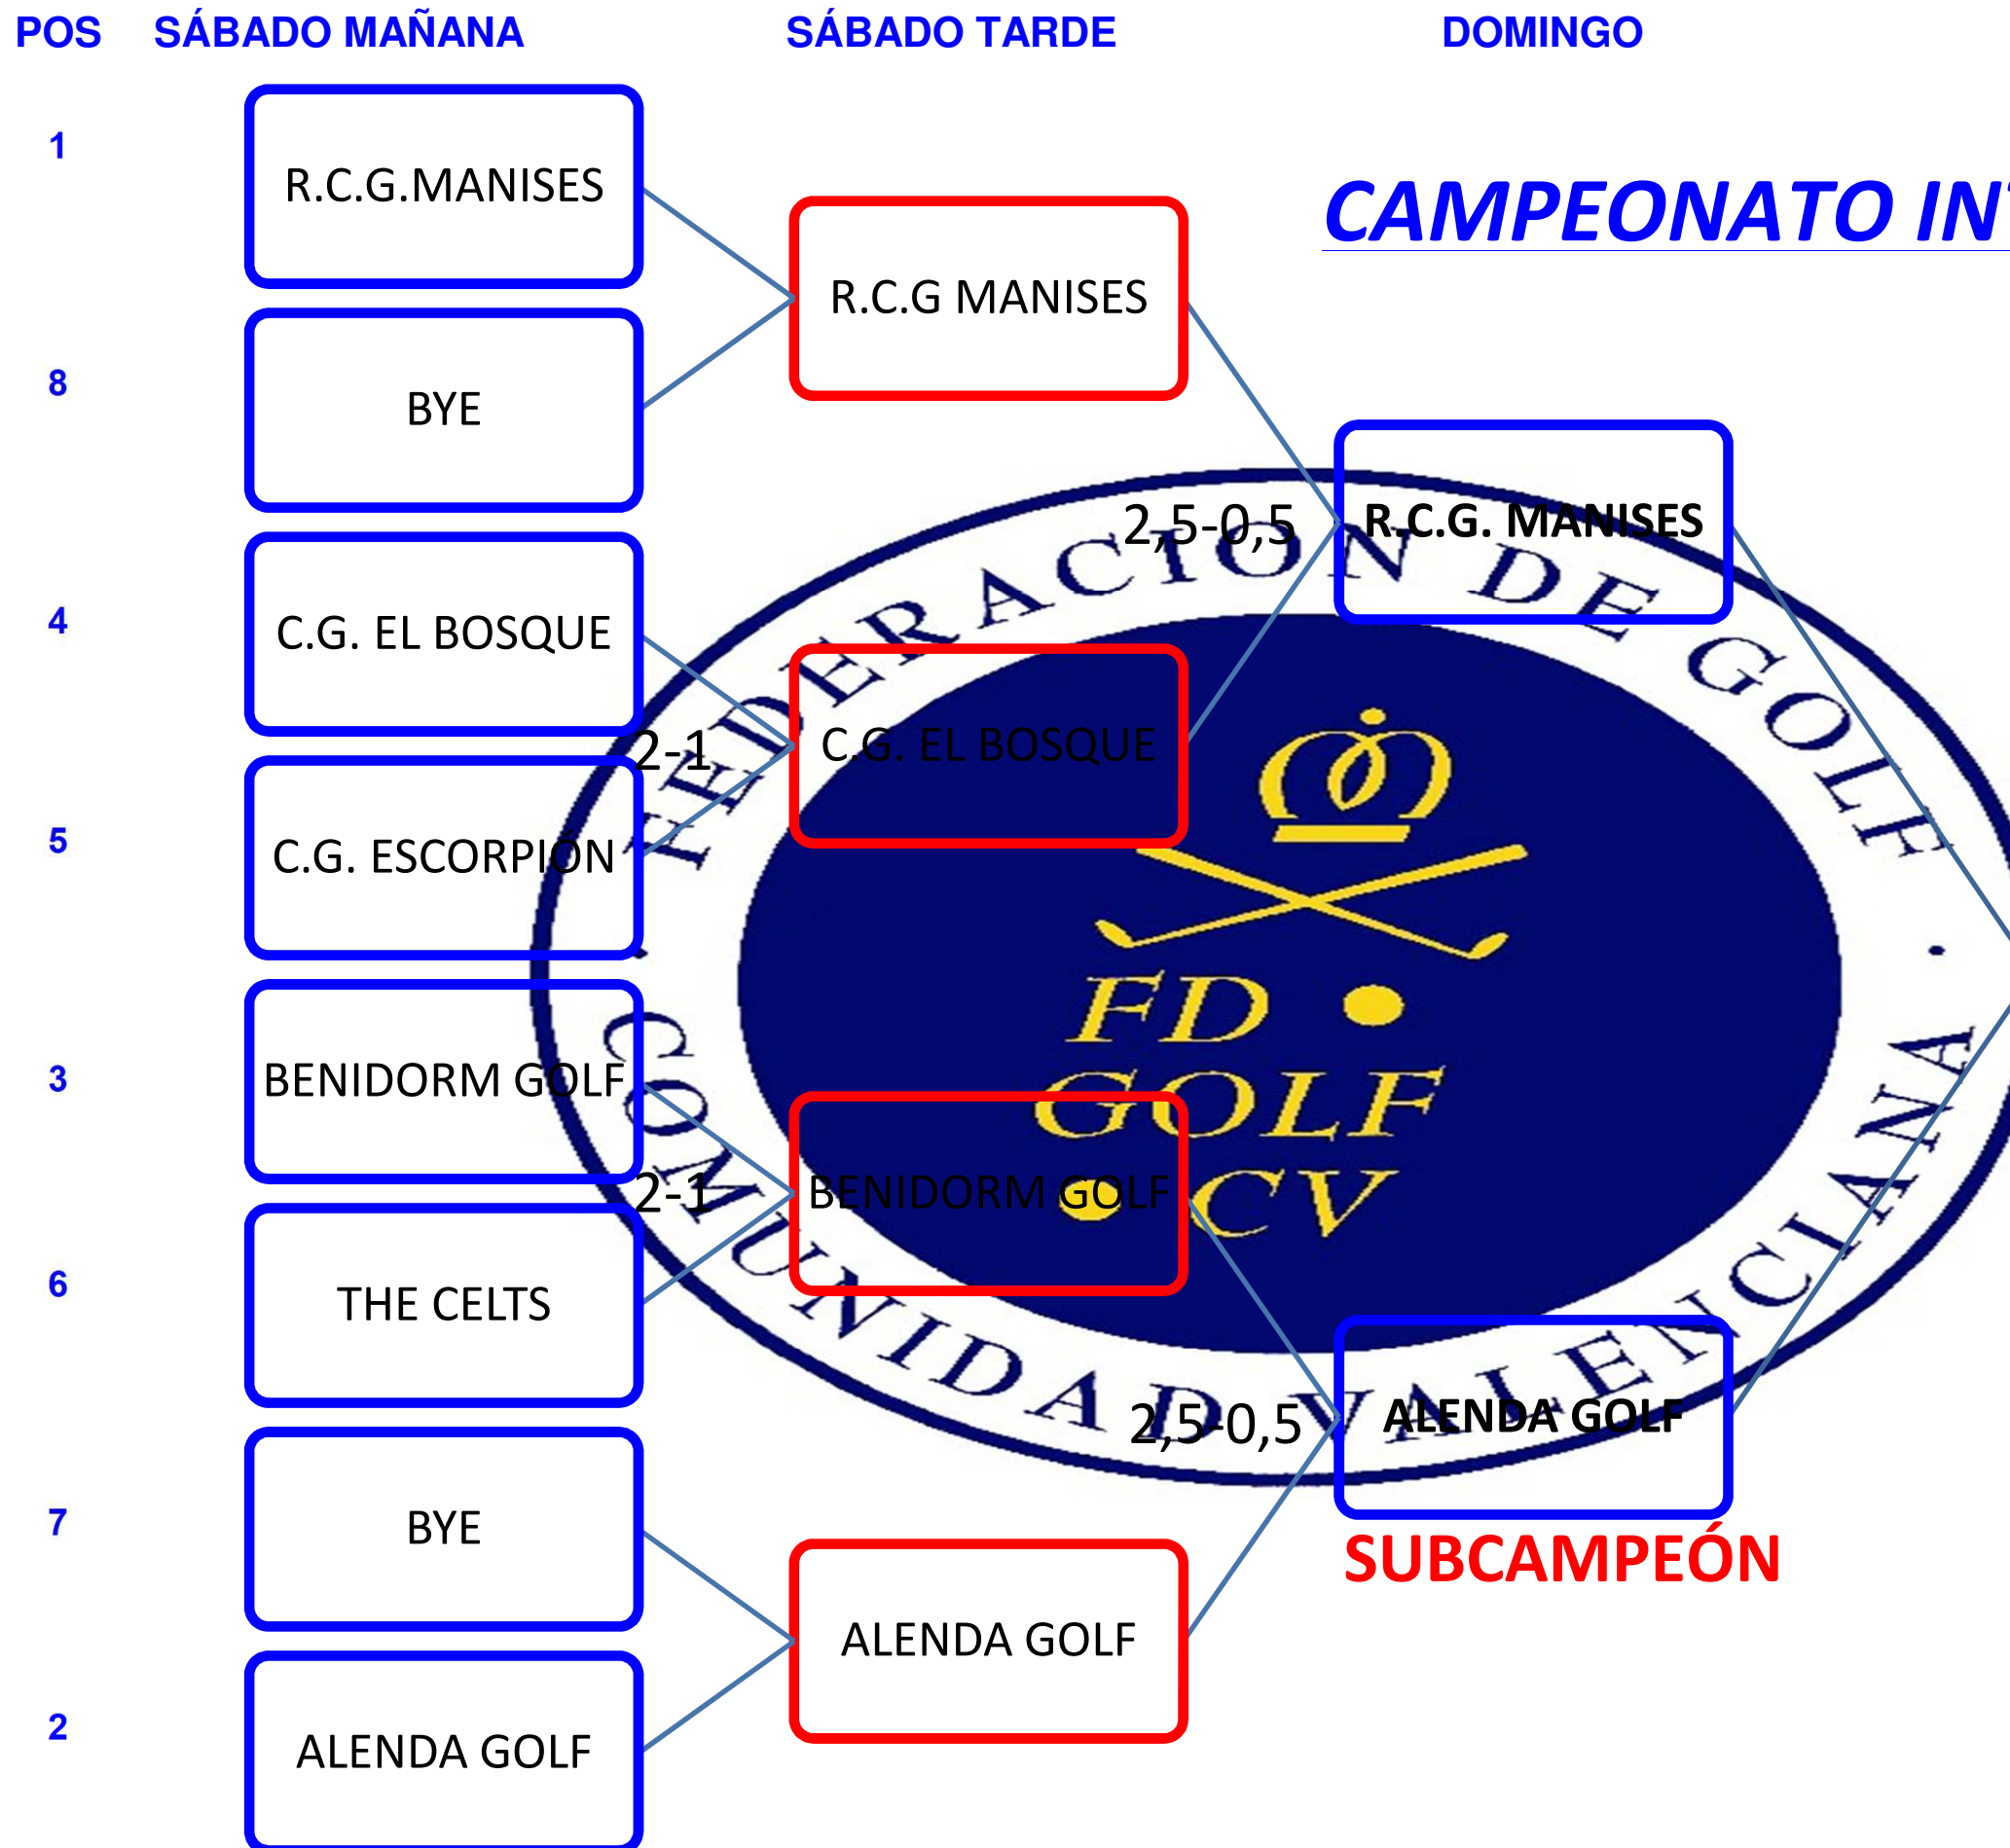 POS SÁBADO MAÑANA SÁBADO TARDE DOMINGO
1
R.C.G.MANISES
CAMPEONATO IN
R.C.G MANISES
8
BYE
2,5-0,5
R.C.G. MANISES
4
C.G. EL BOSQUE
2-1
C.G. EL BOSQUE
5
C.G. ESCORPIÓN
3
BENIDORM GOLF
2-1
BENIDORM GOLF
6
THE CELTS
2,5-0,5
ALENDA GOLF
7
BYE
SUBCAMPEÓN
ALENDA GOLF
2
ALENDA GOLF
FEDERACION DE GOLF
COMUNIDAD VALENCIANA
FD
GOLF
CV